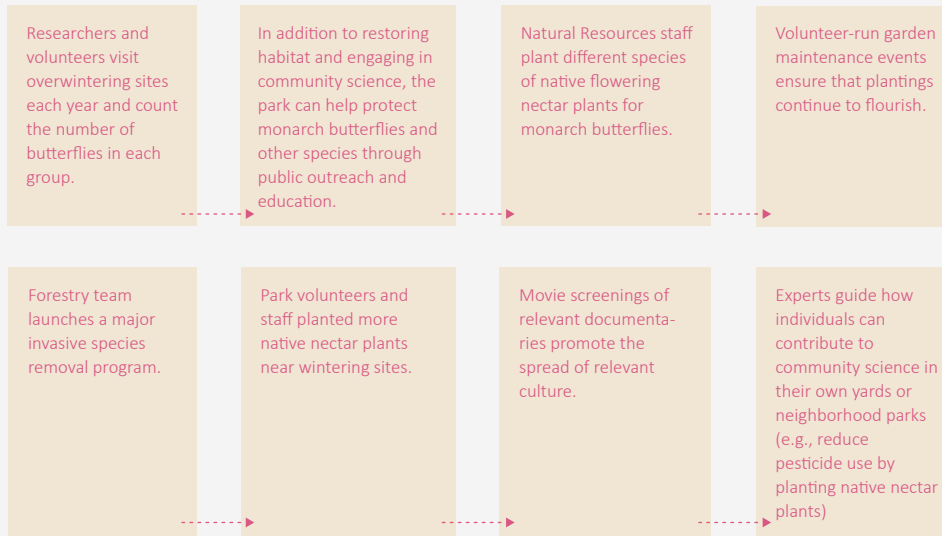 Researchers and
volunteers visit
overwintering sites
each year and count
the number of
butterflies in each
group.
In addition to restoring
habitat and engaging in
community science, the
park can help protect
monarch butterflies and
other species through
public outreach and
education.
Natural Resources staff
plant different species
of native flowering
nectar plants for
monarch butterflies.
Volunteer-run garden
maintenance events
ensure that plantings
continue to flourish.
Forestry team
launches a major
invasive species
removal program.
Park volunteers and
staff planted more
native nectar plants
near wintering sites.
Movie screenings of
relevant documenta-
ries promote the
spread of relevant
culture.
Experts guide how
individuals can
contribute to
community science in
their own yards or
neighborhood parks
(e.g., reduce
pesticide use by
planting native nectar
plants)